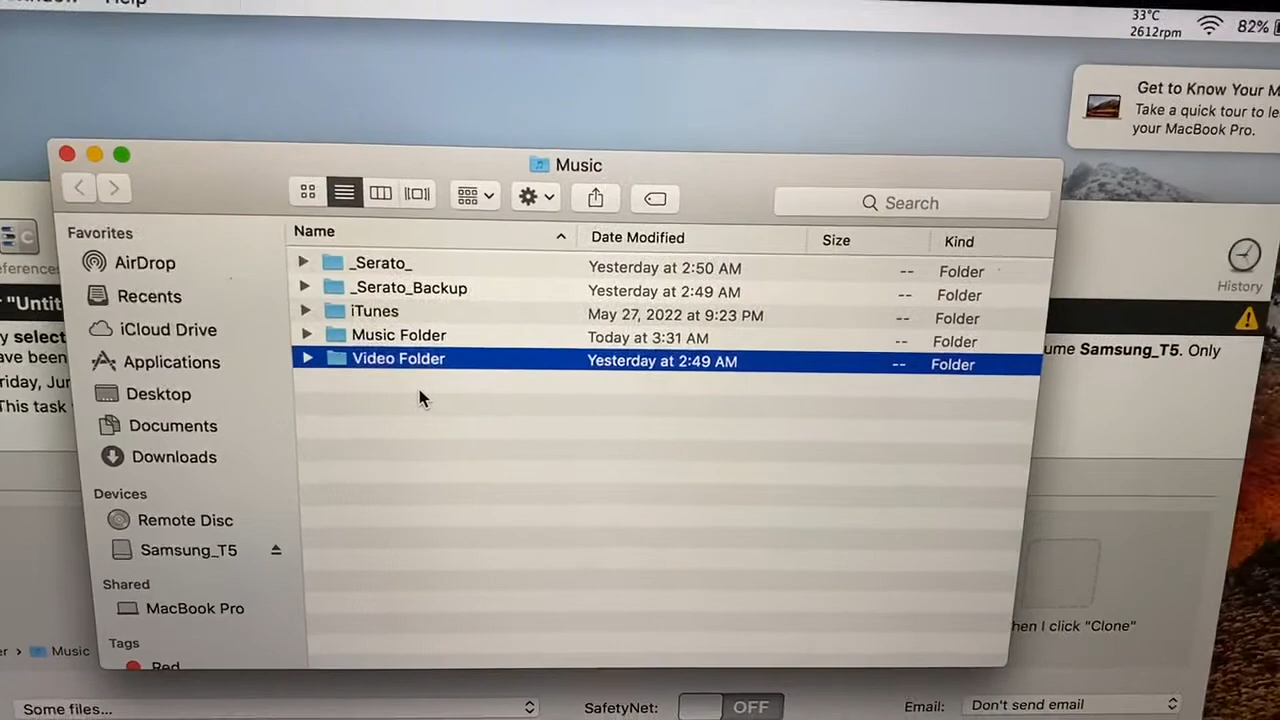 Help
33°C
2612rpm
82%
Get to Know Your M
Take a quick tour to le
your MacBook Pro.
Music
Search
Favorites
AirDrop
Recents
iCloud Drive
Applications
Desktop
Documents
Downloads
Devices
Remote Disc
Samsung_T5
Shared
MacBook Pro
Tags
Red
Name
Date Modified
Size
Kind
_Serato_
Yesterday at 2:50 AM
--
Folder
_Serato_Backup
Yesterday at 2:49 AM
--
Folder
iTunes
May 27, 2022 at 9:23 PM
--
Folder
Music Folder
Today at 3:31 AM
--
Folder
Video Folder
Yesterday at 2:49 AM
--
Folder
eferences
History
"Untit
y select
ume Samsung_T5. Only
ave been
riday, Jun
This task
hen I click "Clone"
er > Music
Some files...
SafetyNet:
OFF
Email:
Don't send email